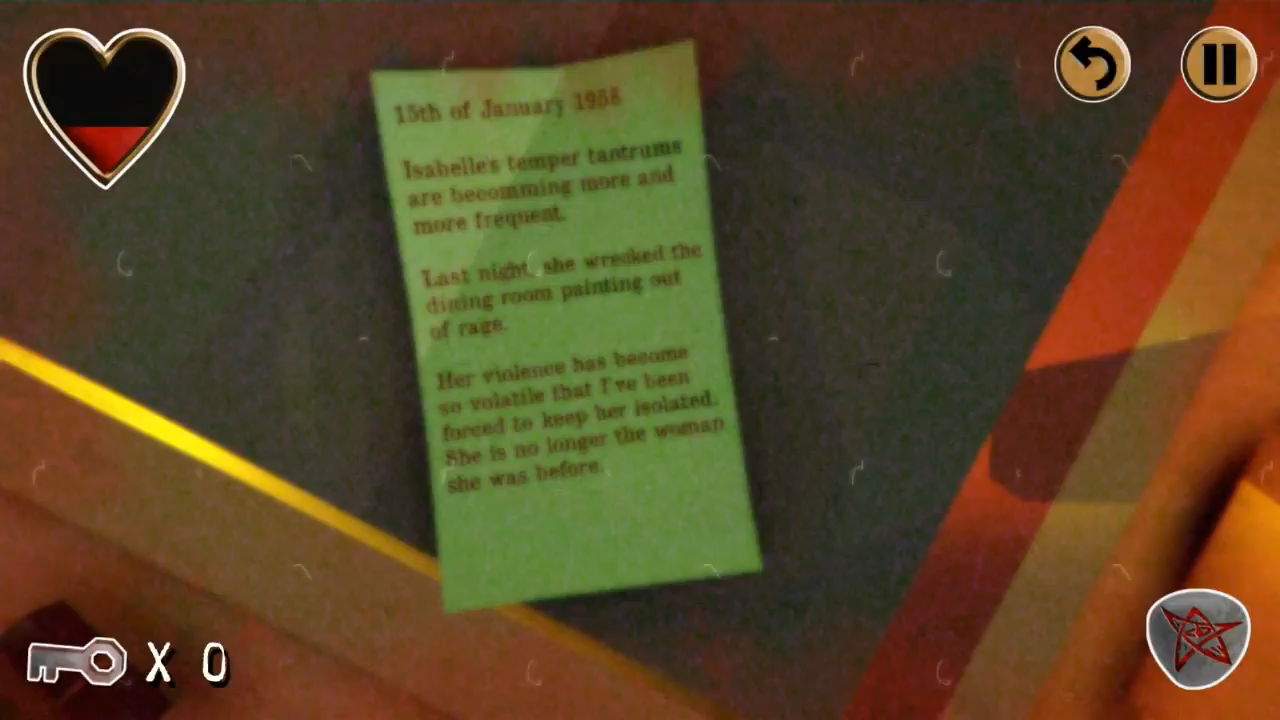 15th of January 1958
Isabelle's temper tantrums
are becomming more and
more frequent.
Last night, she wrecked the
dining room painting out
of rage.
Her violence has become
so volatile that I've been
forced to keep her isolated.
She is no longer the woman
she was before.
X 0